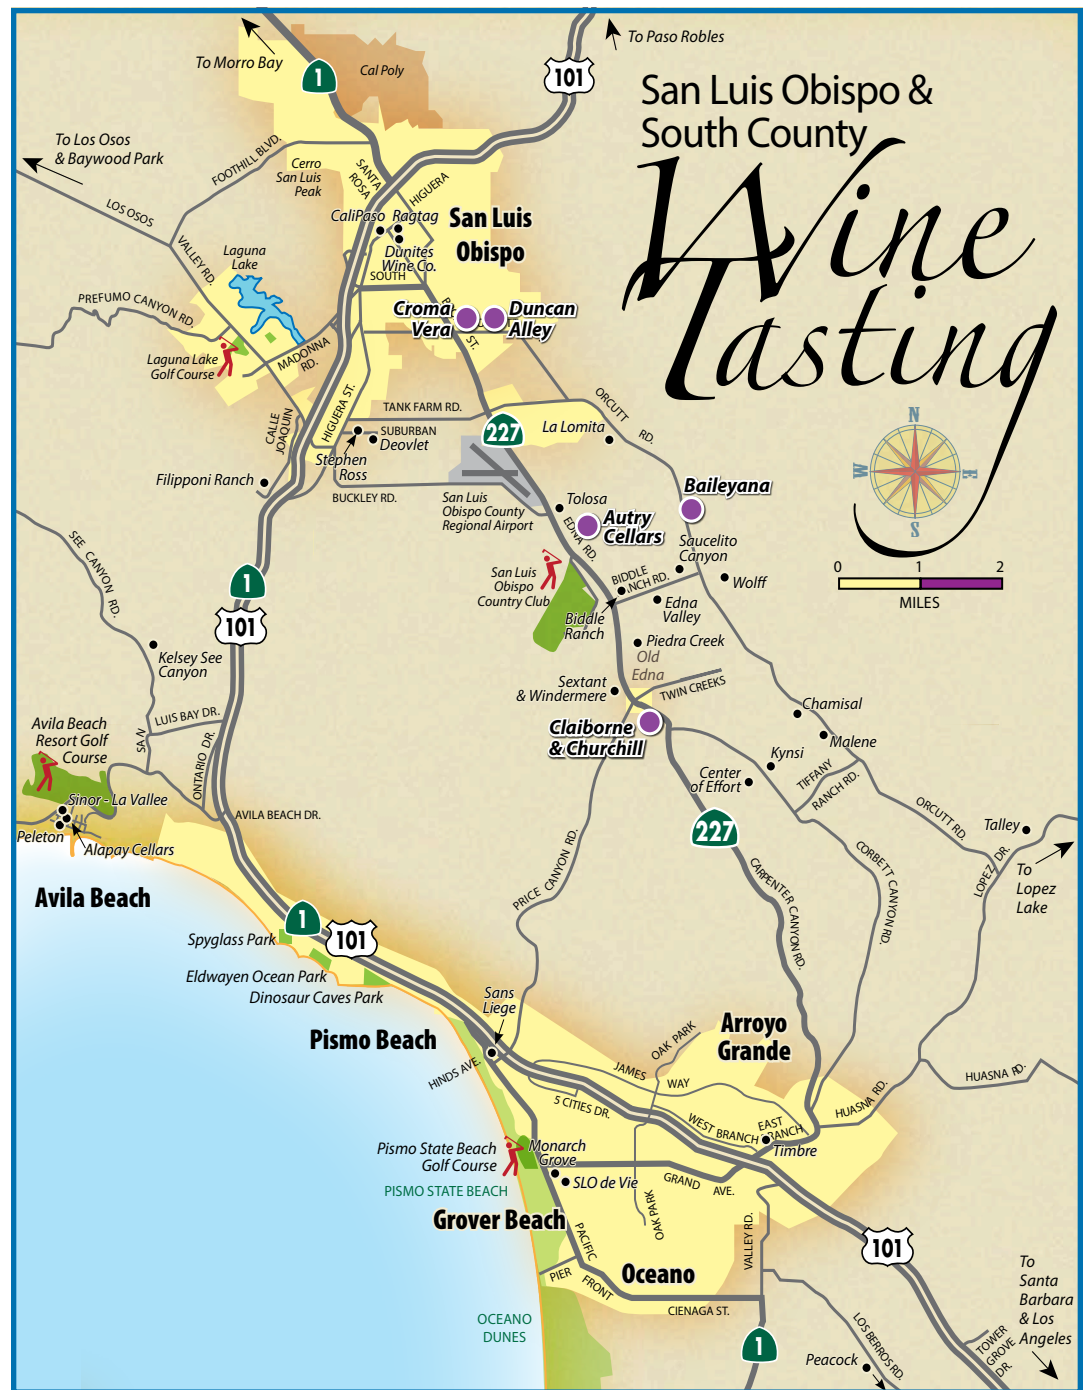 San Luis Obispo &
South County
Wine
Tasting
To Morro Bay
1
Cal Poly
101
To Paso Robles
To Los Osos
& Baywood Park
FOOTHILL BLVD.
Cerro
San Luis
Peak
SANTA
ROSA
HIGUERA
LOS OSOS
VALLEY RD.
CaliPaso
Ragtag
San Luis
Obispo
Dunites
Wine Co.
Laguna
Lake
SOUTH
PREFUMO CANYON RD.
Croma
Vera
ST.
Duncan
Alley
Laguna Lake
Golf Course
MADONNA
RD.
HIGUERA ST.
CALLE
JOAQUIN
TANK FARM RD.
SUBURBAN
Deovlet
Stephen
Ross
227
La Lomita
ORCUTT
RD.
N
W
E
S
Filipponi Ranch
BUCKLEY RD.
San Luis
Obispo County
Regional Airport
Tolosa
Autry
Cellars
EDNA RD.
Baileyana
Saucelito
Canyon
Wolff
0 1 2
MILES
SEE CANYON RD.
1
101
San Luis
Obispo
Country Club
BIDDLE
NCH RD.
Biddle
Ranch
Edna
Valley
Piedra Creek
Old
Edna
Kelsey See
Canyon
Sextant
& Windermere
TWIN CREEKS
Claiborne
& Churchill
Chamisal
Malene
Kynsi
Center
of Effort
TIFFANY
RANCH RD.
SAN
LUIS BAY DR.
ONTARIO DR.
Avila Beach
Resort Golf
Course
Sinor - La Vallee
Peleton
Alapay Cellars
AVILA BEACH DR.
Avila Beach
227
ORCUTT RD.
Talley
To
Lopez
Lake
LOPEZ DR.
PRICE CANYON RD.
CARPENTER CANYON RD.
CORBETT CANYON RD.
1
101
Spyglass Park
Eldwayen Ocean Park
Dinosaur Caves Park
Sans
Liege
Pismo Beach
HINDS AVE.
Arroyo
Grande
OAK PARK
JAMES
WAY
5 CITIES DR.
WEST BRANCH
EAST
RANCH
Timbre
HUASNA RD.
HUASNA RD.
Pismo State Beach
Golf Course
Monarch
Grove
SLO de Vie
PISMO STATE BEACH
GRAND
AVE.
OAK PARK
VALLEY RD.
Grover Beach
PACIFIC
101
Oceano
PIER
FRONT
CIENAGA ST.
OCEANO
DUNES
1
LOS BERROS RD.
Peacock
TOWER
GROVE
DR.
To
Santa
Barbara
& Los
Angeles